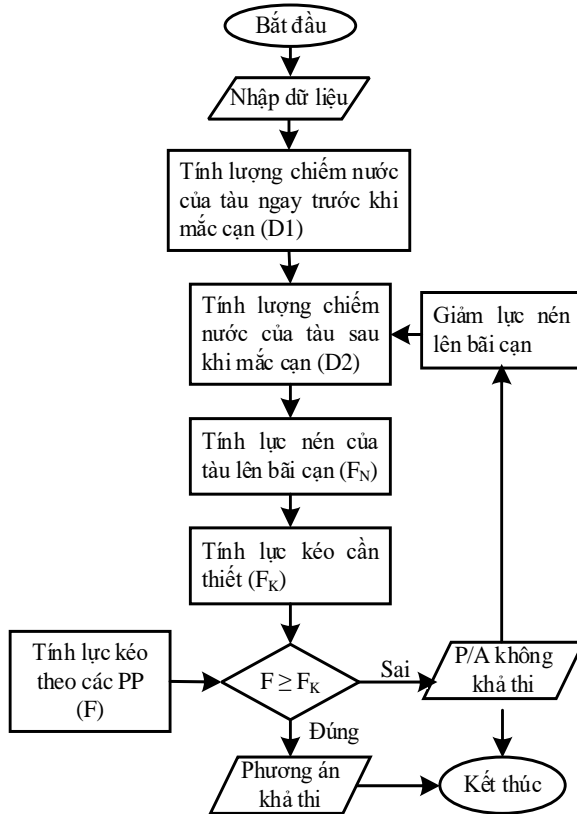 Bắt đầu
Nhập dữ liệu
Tính lượng chiếm nước
của tàu ngay trước khi
mắc cạn (D1)
Tính lượng chiếm
nước của tàu sau
khi mắc cạn (D2)
Giảm lực nén
lên bãi cạn
Tính lực nén của
tàu lên bãi cạn (F_N)
Tính lực kéo cần
thiết (F_K)
Tính lực kéo
theo các PP
(F)
F ≥ F_K
Sai
P/A không
khả thi
Đúng
Phương án
khả thi
Kết thúc